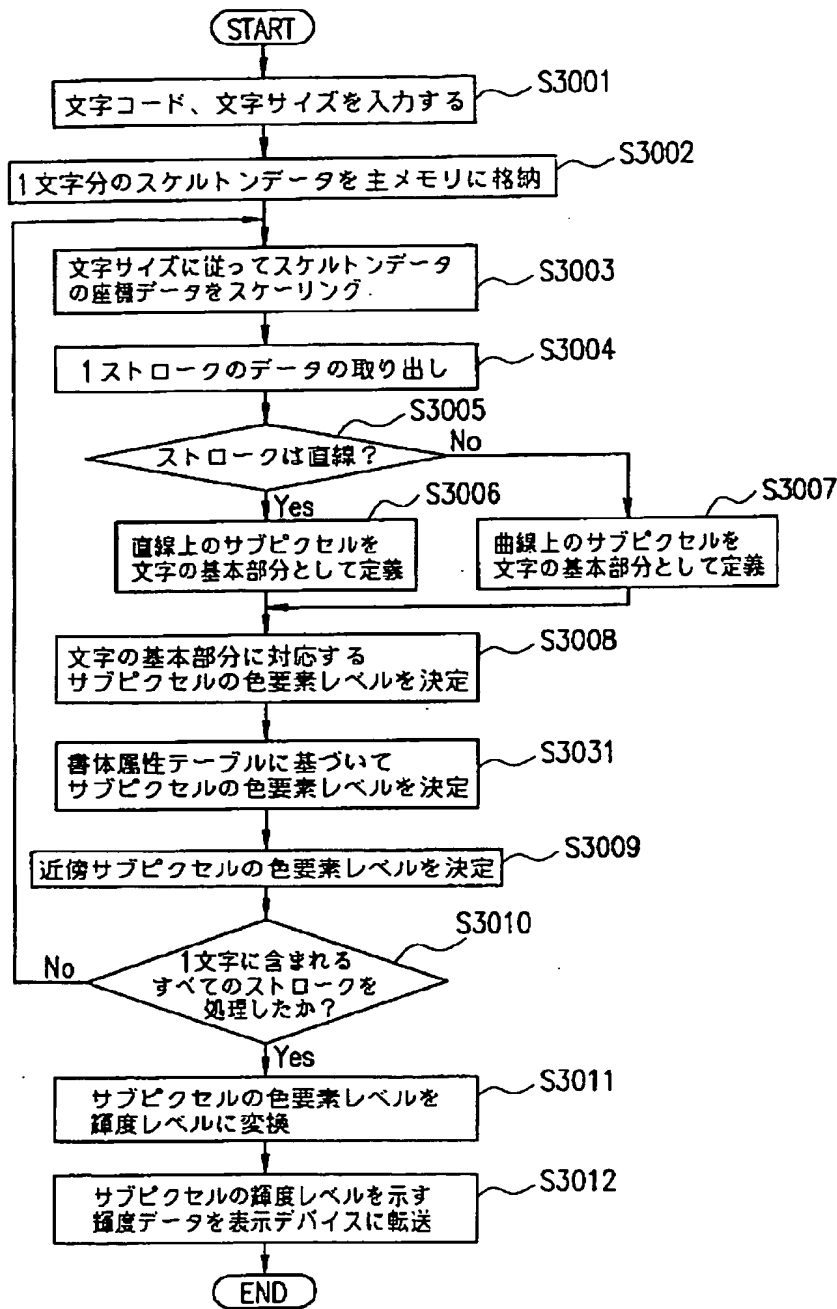 START
S3001
文字コード、文字サイズを入力する
S3002
1文字分のスケルトンデータを主メモリに格納
文字サイズに従ってスケルトンデータ
の座標データをスケーリング
S3003
1ストロークのデータの取り出し
S3004
S3005
ストロークは直線?
No
Yes
S3006
S3007
直線上のサブピクセルを
文字の基本部分として定義
曲線上のサブピクセルを
文字の基本部分として定義
文字の基本部分に対応する
サブピクセルの色要素レベルを決定
S3008
書体属性テーブルに基づいて
サブピクセルの色要素レベルを決定
S3031
近傍サブピクセルの色要素レベルを決定
S3009
S3010
1文字に含まれる
すべてのストロークを
処理したか?
No
Yes
サブピクセルの色要素レベルを
輝度レベルに変換
S3011
サブピクセルの輝度レベルを示す
輝度データを表示デバイスに転送
S3012
END